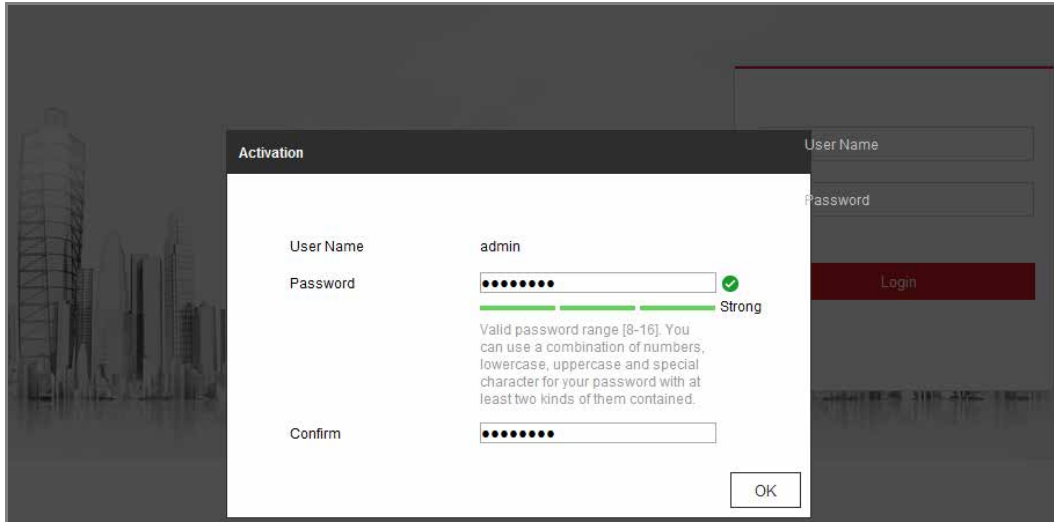 Activation
User Name
User Name admin
Password
Password ●●●●●●●●
Strong
Login
Valid password range [8-16]. You
can use a combination of numbers,
lowercase, uppercase and special
character for your password with at
least two kinds of them contained.
Confirm ●●●●●●●●
OK